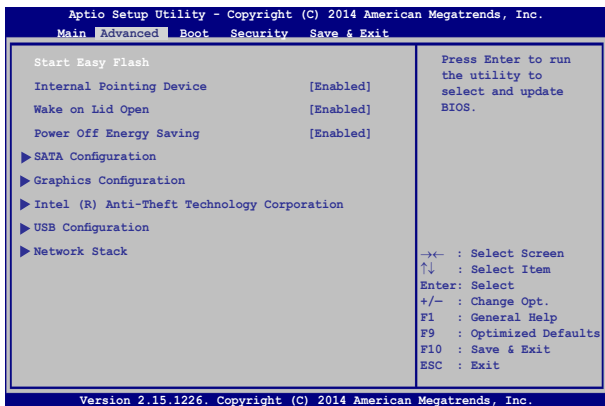 Aptio Setup Utility - Copyright (C) 2014 American Megatrends, Inc.
Main Advanced Boot Security Save & Exit
Start Easy Flash
Internal Pointing Device [Enabled]
Wake on Lid Open [Enabled]
Power Off Energy Saving [Enabled]
SATA Configuration
Graphics Configuration
Intel (R) Anti-Theft Technology Corporation
USB Configuration
Network Stack
Press Enter to run
the utility to
select and update
BIOS.
→← : Select Screen
↑↓ : Select Item
Enter: Select
+/— : Change Opt.
F1 : General Help
F9 : Optimized Defaults
F10 : Save & Exit
ESC : Exit
Version 2.15.1226. Copyright (C) 2014 American Megatrends, Inc.